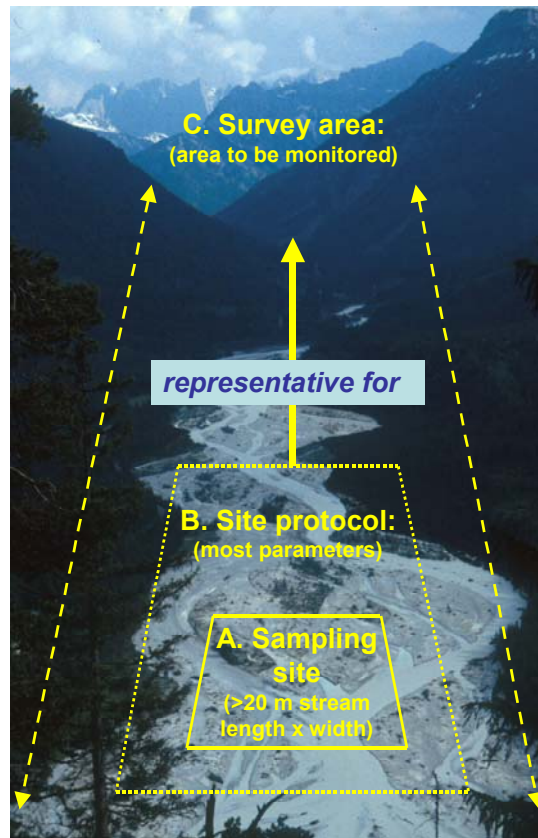 C. Survey area:
(area to be monitored)
representative for
B. Site protocol:
(most parameters)
A. Sampling
site
(>20 m stream
length x width)